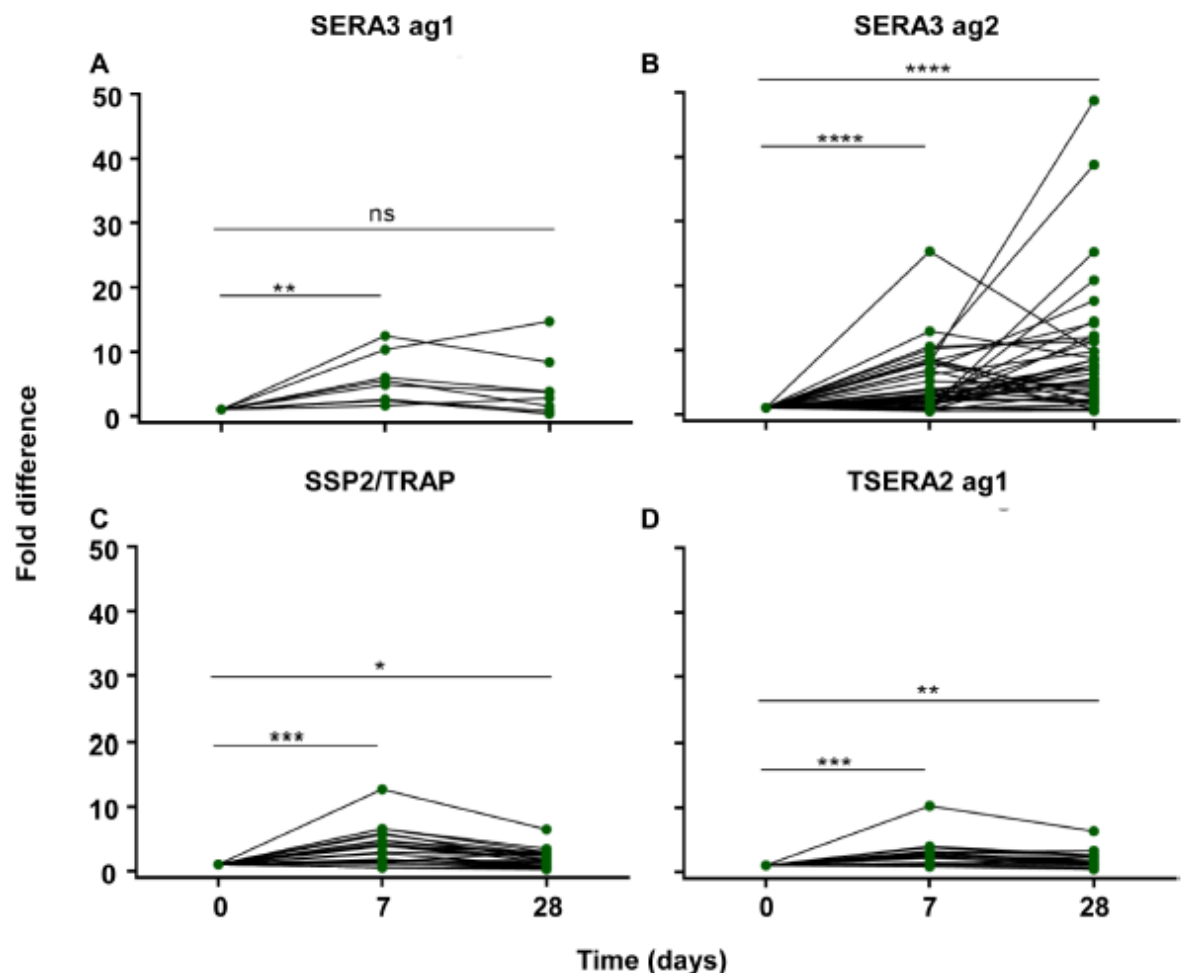 SERA3 ag1
SERA3 ag2
A
B
50
40
30
20
10
0
ns
**
****
****
Fold difference
SSP2/TRAP
TSERA2 ag1
C
D
50
40
30
20
10
0
*
***
**
***
0 7 28
0 7 28
Time (days)